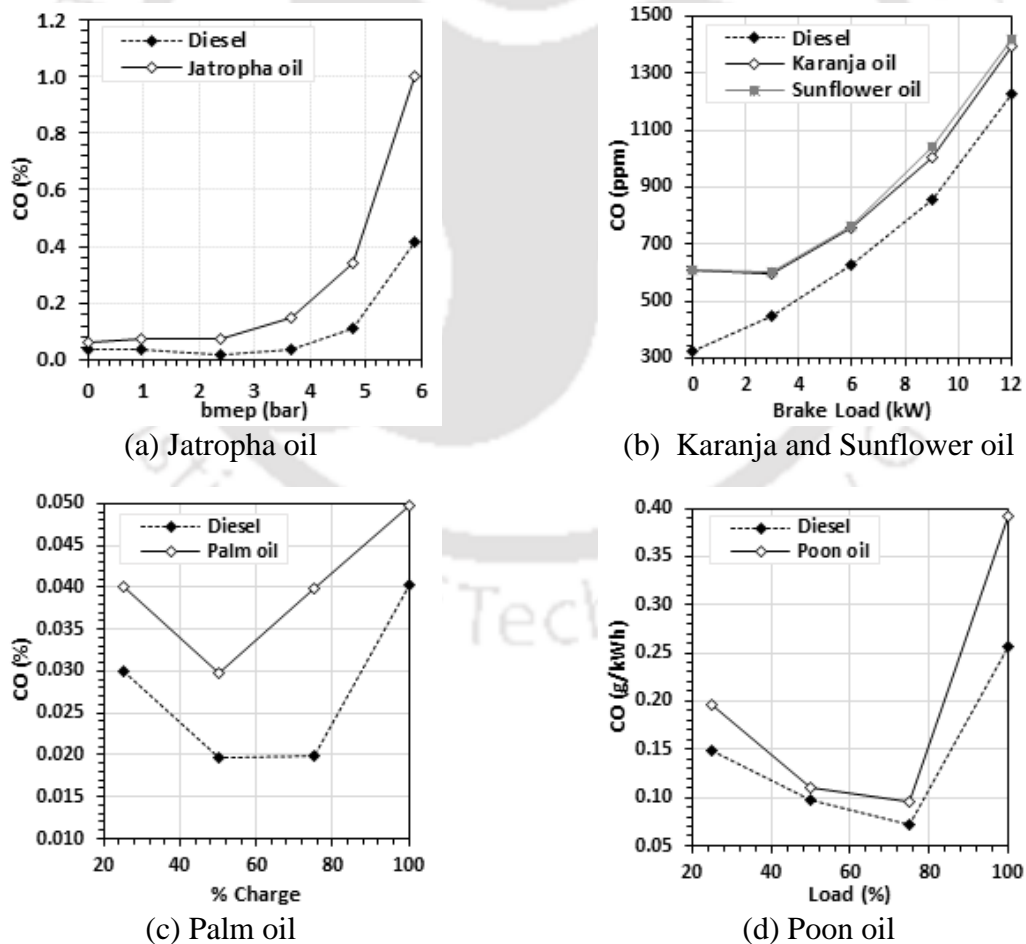 1.2
1.0
0.8
0.6
0.4
0.2
0.0
CO (%)
Diesel
Jatropha oil
0 1 2 3 4 5 6
bmep (bar)
(a) Jatropha oil
1500
1300
1100
900
700
500
300
CO (ppm)
Diesel
Karanja oil
Sunflower oil
0 2 4 6 8 10 12
Brake Load (kW)
(b) Karanja and Sunflower oil
0.050
0.045
0.040
0.035
0.030
0.025
0.020
0.015
0.010
CO (%)
Diesel
Palm oil
20 40 60 80 100
% Charge
(c) Palm oil
0.40
0.35
0.30
0.25
0.20
0.15
0.10
0.05
CO (g/kWh)
Diesel
Poon oil
20 40 60 80 100
Load (%)
(d) Poon oil
Tech